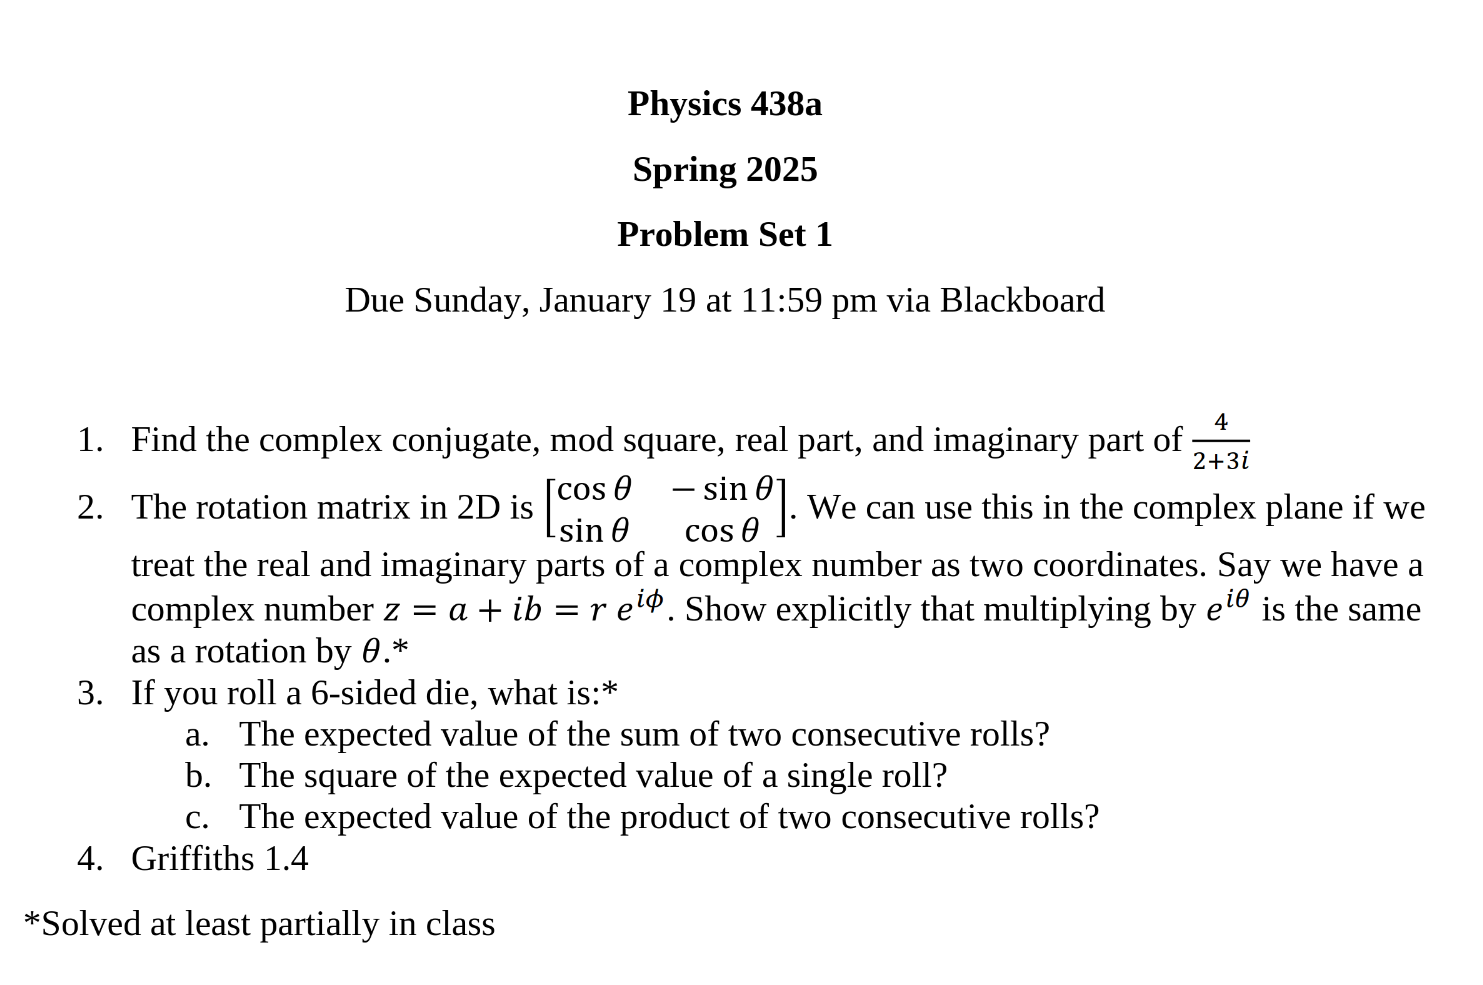 Physics 438a
Spring 2025
Problem Set 1
Due Sunday, January 19 at 11:59 pm via Blackboard
1. Find the complex conjugate, mod square, real part, and imaginary part of \frac{4}{2+3i}
2. The rotation matrix in 2D is \begin{bmatrix} \cos\theta & -\sin\theta \\ \sin\theta & \cos\theta \end{bmatrix}. We can use this in the complex plane if we
treat the real and imaginary parts of a complex number as two coordinates. Say we have a
complex number z = a + ib = r e^{iϕ}. Show explicitly that multiplying by e^{iθ} is the same
as a rotation by θ.*
3. If you roll a 6-sided die, what is:*
a. The expected value of the sum of two consecutive rolls?
b. The square of the expected value of a single roll?
c. The expected value of the product of two consecutive rolls?
4. Griffiths 1.4
*Solved at least partially in class